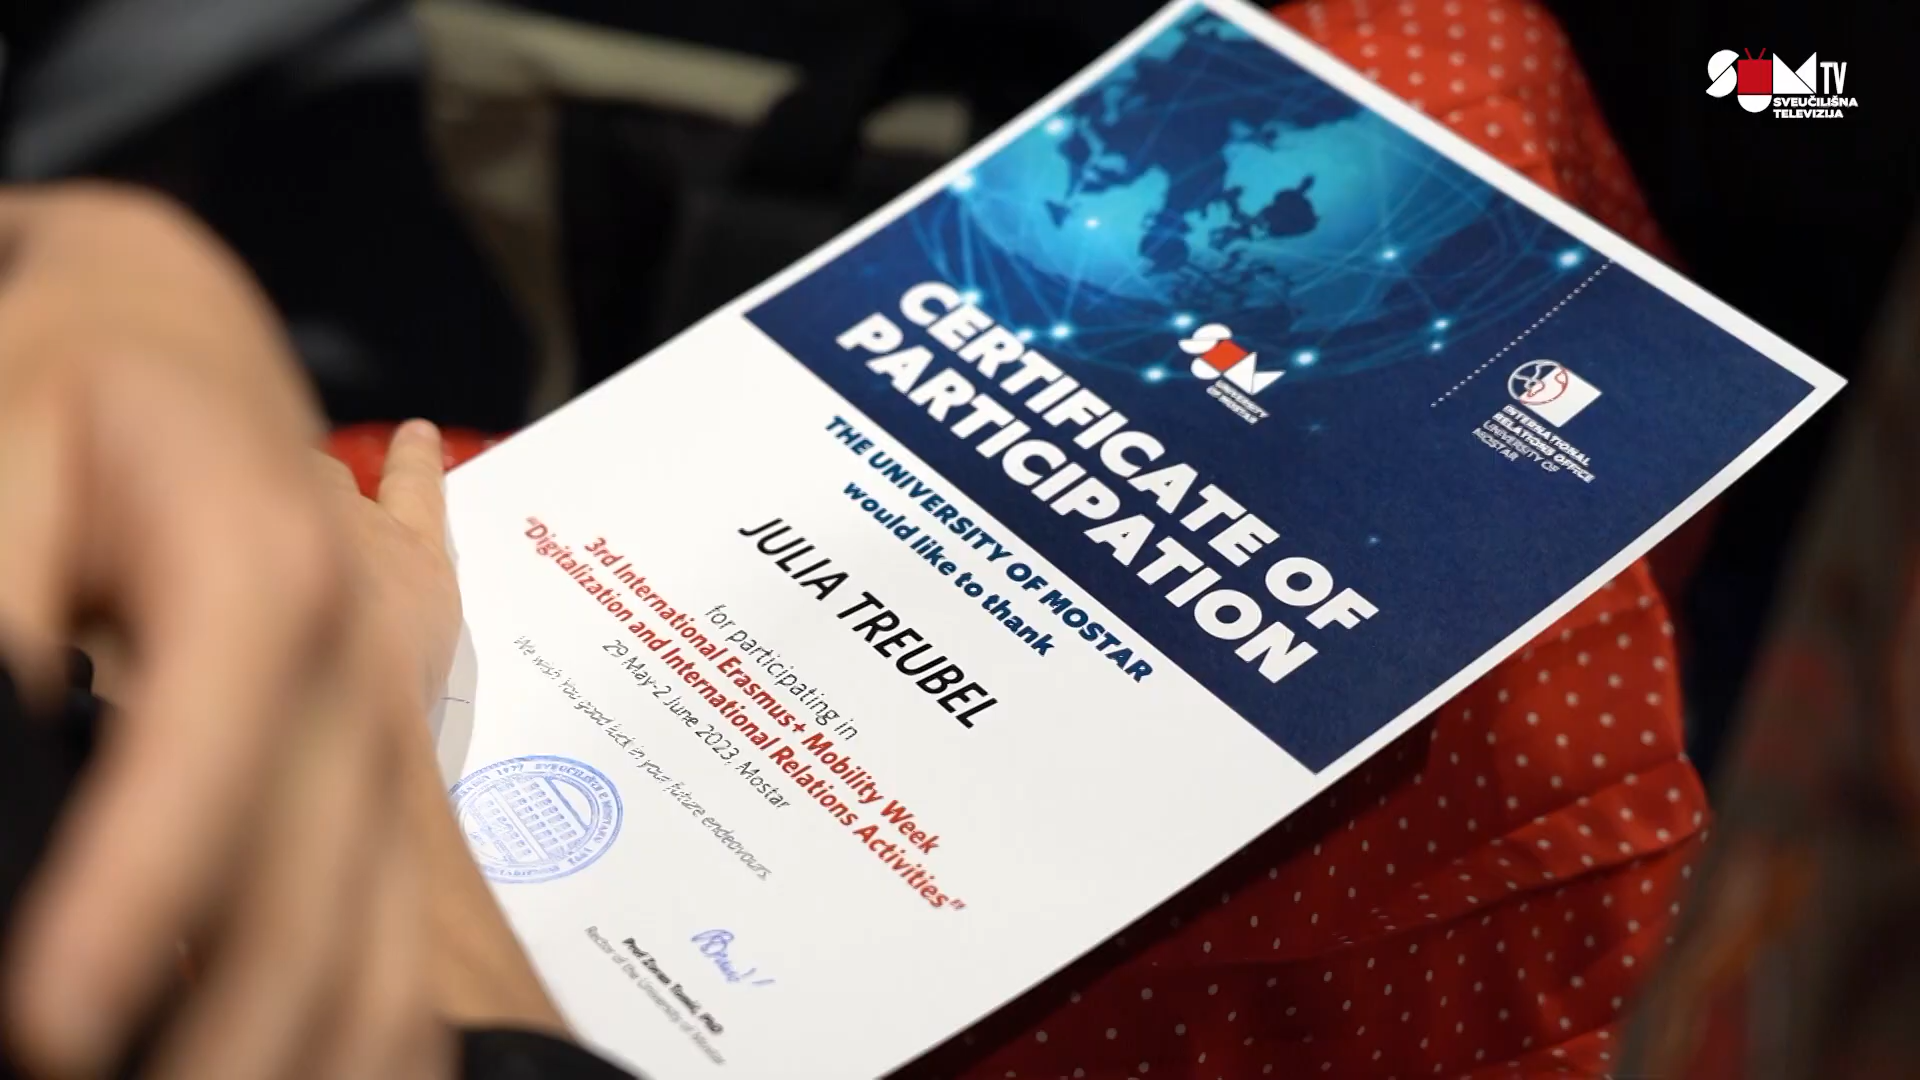 SUM TV
SVEUČILIŠNA
TELEVIZIJA
CERTIFICATE OF
PARTICIPATION
SUM
UNIVERSITY
OF MOSTAR
INTERNATIONAL
RELATIONS OFFICE
UNIVERSITY OF
MOSTAR
THE UNIVERSITY OF MOSTAR
would like to thank
JULIA TREUBEL
for participating in
3rd International Erasmus+ Mobility Week
"Digitalization and International Relations Activities"
29 May-2 June 2023, Mostar
We wish you good luck in your future endeavours.
Prof Zoran Tomić, PhD
Rector of the University of Mostar